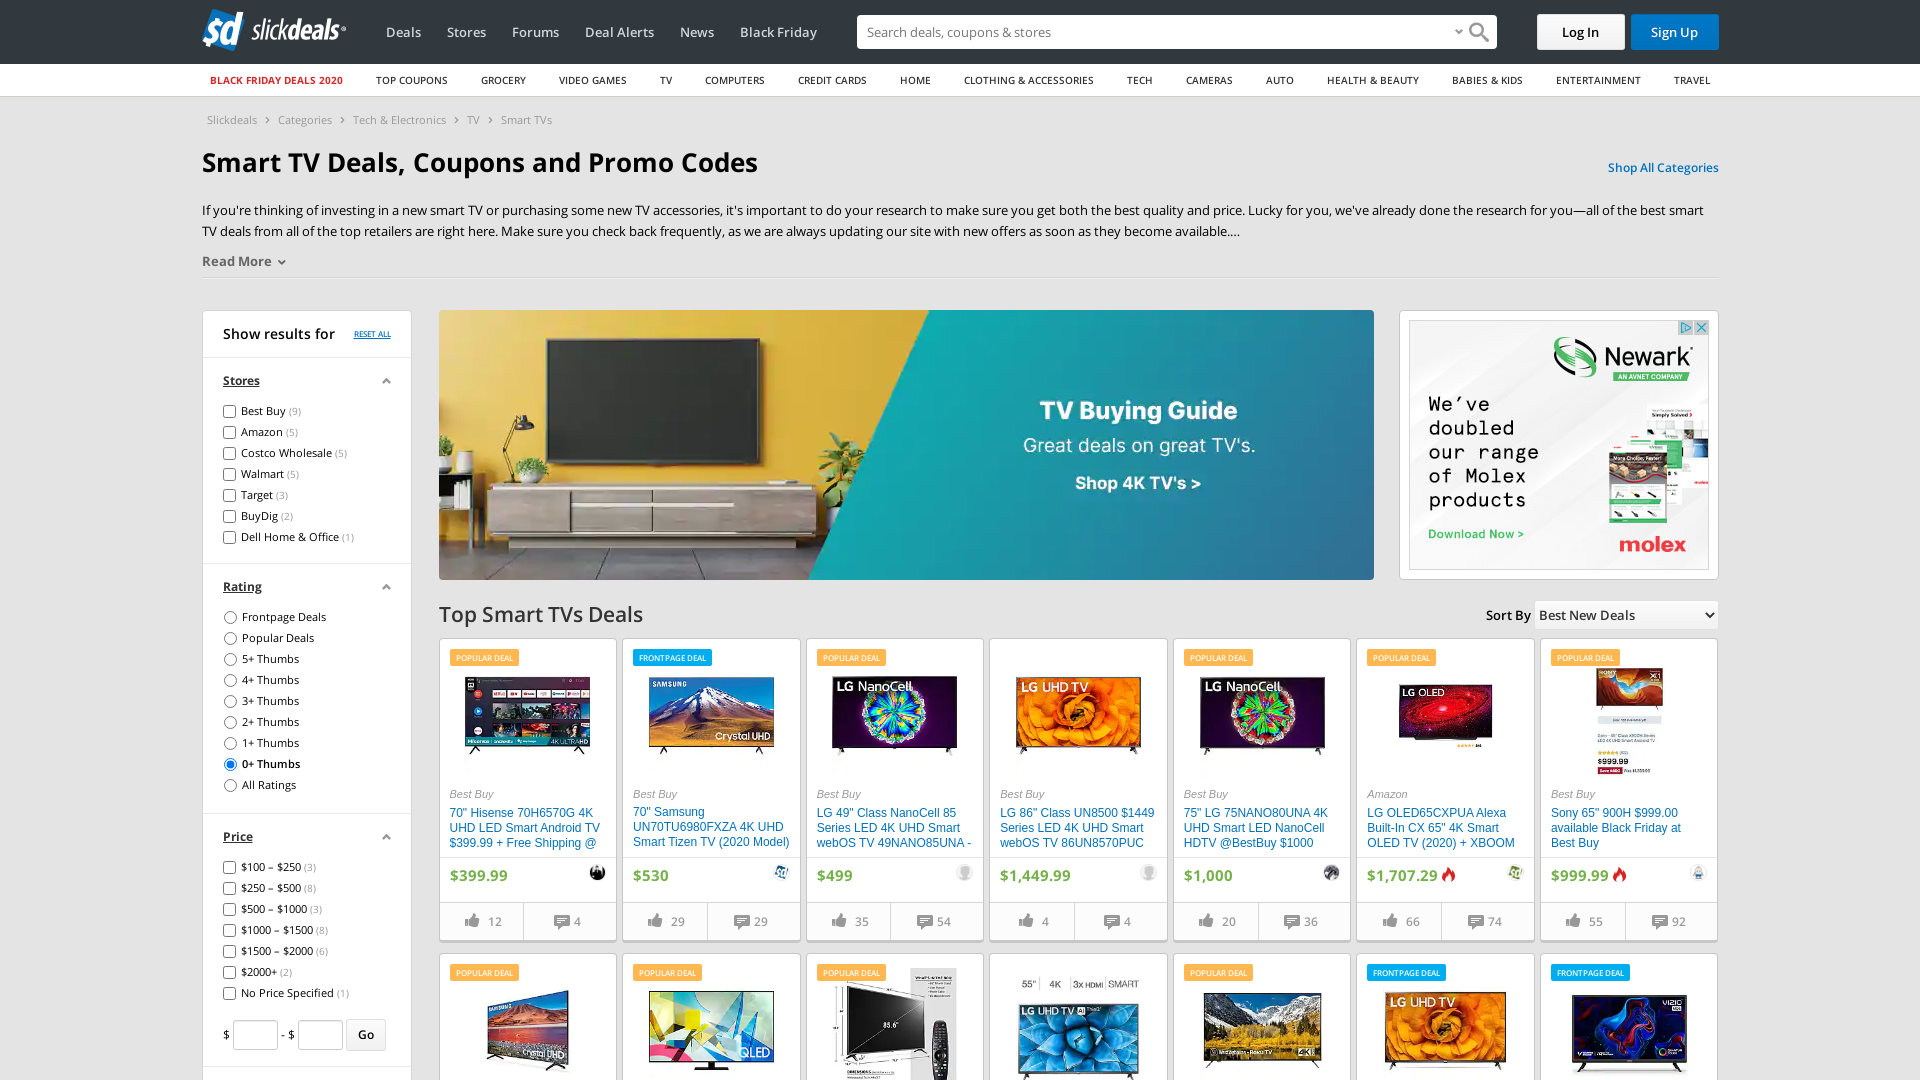 sd slickdeals
Deals
Stores
Forums
Deal Alerts
News
Black Friday
Search deals, coupons & stores
Log In
Sign Up
BLACK FRIDAY DEALS 2020
TOP COUPONS
GROCERY
VIDEO GAMES
TV
COMPUTERS
CREDIT CARDS
HOME
CLOTHING & ACCESSORIES
TECH
CAMERAS
AUTO
HEALTH & BEAUTY
BABIES & KIDS
ENTERTAINMENT
TRAVEL
Slickdeals > Categories > Tech & Electronics > TV > Smart TVs
Smart TV Deals, Coupons and Promo Codes
Shop All Categories
If you're thinking of investing in a new smart TV or purchasing some new TV accessories, it's important to do your research to make sure you get both the best quality and price. Lucky for you, we've already done the research for you—all of the best smart
TV deals from all of the top retailers are right here. Make sure you check back frequently, as we are always updating our site with new offers as soon as they become available....
Read More
Show results for
RESET ALL
Stores
Best Buy (9)
Amazon (5)
Costco Wholesale (5)
Walmart (5)
Target (3)
BuyDig (2)
Dell Home & Office (1)
Rating
Frontpage Deals
Popular Deals
5+ Thumbs
4+ Thumbs
3+ Thumbs
2+ Thumbs
1+ Thumbs
0+ Thumbs
All Ratings
Price
$100 – $250 (3)
$250 – $500 (8)
$500 – $1000 (3)
$1000 – $1500 (8)
$1500 – $2000 (6)
$2000+ (2)
No Price Specified (1)
$ - $ Go
TV Buying Guide
Great deals on great TV's.
Shop 4K TV's >
Newark
AN AVNET COMPANY
We've
doubled
our range
of Molex
products
Download Now >
molex
Top Smart TVs Deals
Sort By
Best New Deals
POPULAR DEAL
Best Buy
70" Hisense 70H6570G 4K
UHD LED Smart Android TV
$399.99 + Free Shipping @
$399.99
12
4
FRONTPAGE DEAL
SAMSUNG
Crystal UHD
Best Buy
70" Samsung
UN70TU6980FXZA 4K UHD
Smart Tizen TV (2020 Model)
$530
29
29
POPULAR DEAL
LG NanoCell
Best Buy
LG 49" Class NanoCell 85
Series LED 4K UHD Smart
webOS TV 49NANO85UNA -
$499
35
54
LG UHD TV
Best Buy
LG 86" Class UN8500 $1449
Series LED 4K UHD Smart
webOS TV 86UN8570PUC
$1,449.99
4
4
POPULAR DEAL
LG NanoCell
Best Buy
75" LG 75NANO80UNA 4K
UHD Smart LED NanoCell
HDTV @BestBuy $1000
$1,000
20
36
POPULAR DEAL
LG OLED
Amazon
LG OLED65CXPUA Alexa
Built-In CX 65" 4K Smart
OLED TV (2020) + XBOOM
$1,707.29
66
74
POPULAR DEAL
SONY
$999.99
Best Buy
Sony 65" 900H $999.00
available Black Friday at
Best Buy
$999.99
55
92
POPULAR DEAL
SAMSUNG
Crystal UHD
POPULAR DEAL
QLED
POPULAR DEAL
85.6"
55" 4K 3x HDMI SMART
LG UHD TV AI ThinQ
POPULAR DEAL
Roku TV
4K
FRONTPAGE DEAL
LG UHD TV
FRONTPAGE DEAL
VIZIO